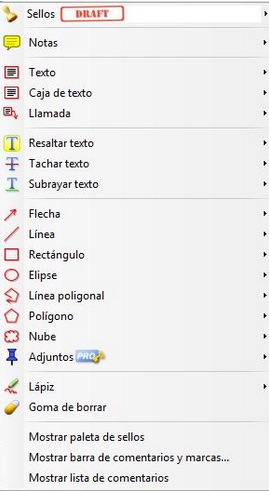 Sellos DRAFT
Notas
Texto
Caja de texto
Llamada
Resaltar texto
Tachar texto
Subrayar texto
Flecha
Línea
Rectángulo
Elipse
Línea poligonal
Polígono
Nube
Adjuntos PRO
Lápiz
Goma de borrar
Mostrar paleta de sellos
Mostrar barra de comentarios y marcas...
Mostrar lista de comentarios